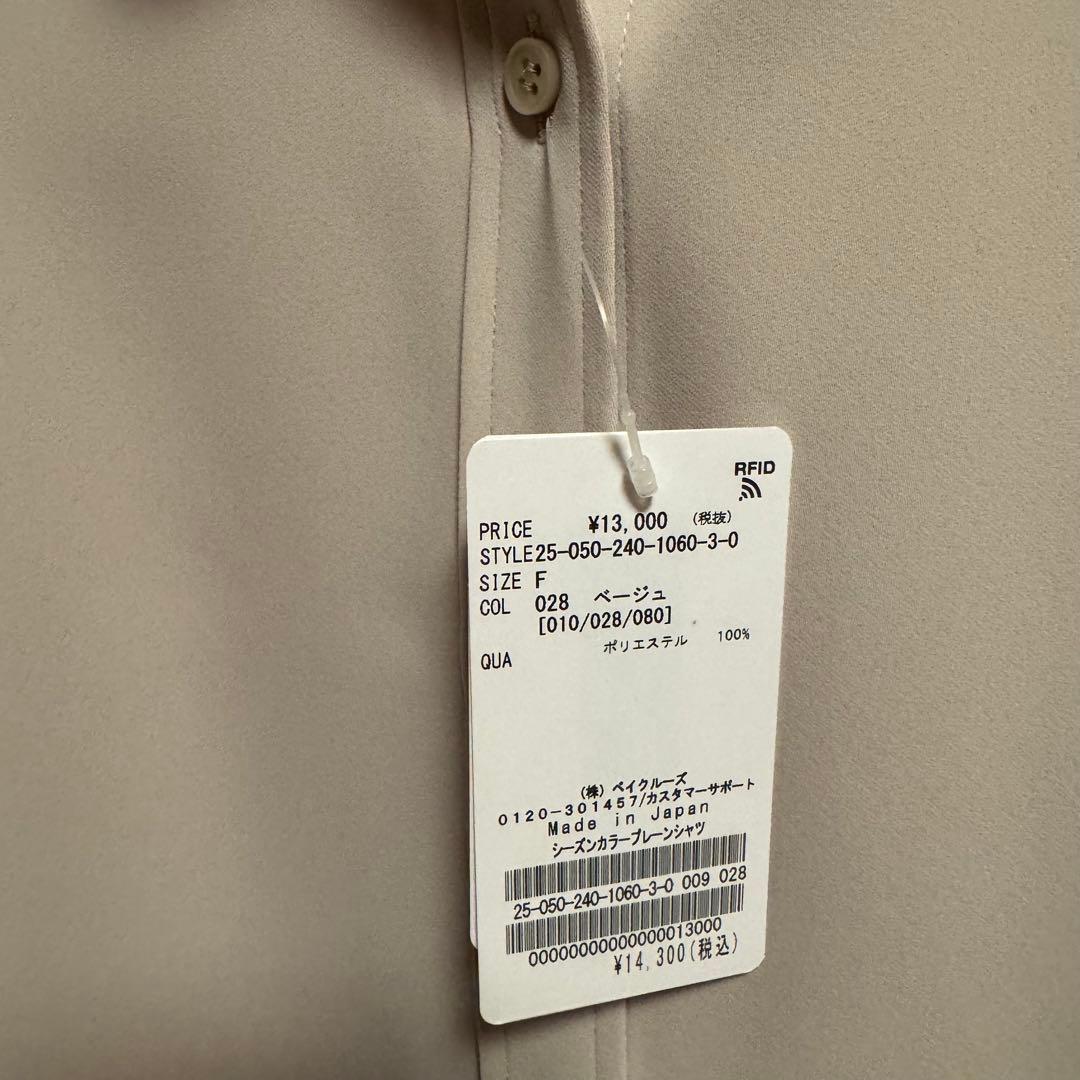 RFID
PRICE ¥13,000 (税抜)
STYLE25-050-240-1060-3-0
SIZE F
COL 028 ベージュ
[010/028/080]
ポリエステル 100%
QUA
(株)ベイクルーズ
0120-301457/カスタマーサポート
Made in Japan
シーズンカラープレーンシャツ
25-050-240-1060-3-0 009 028
00000000000000013000
¥14,300(税込)